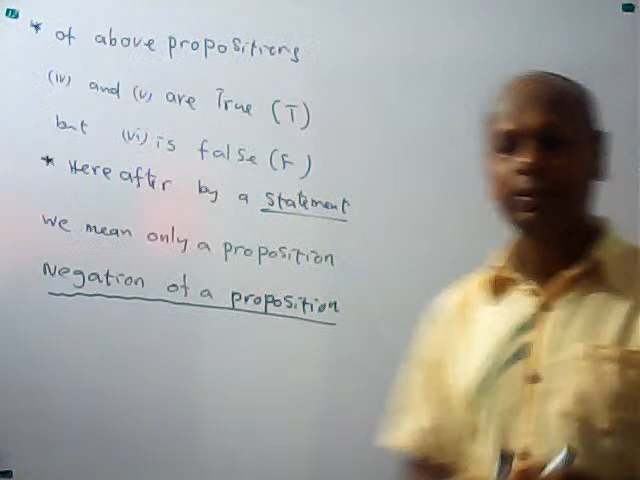 * of above propositions
(iv) and (v) are True (T)
but (vi) is false (F)
* Here after by a statement
we mean only a proposition
Negation of a proposition